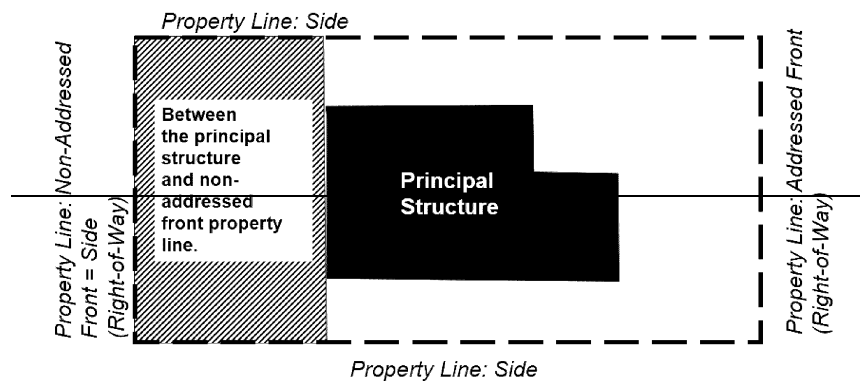 Property Line: Side
Property Line: Non-Addressed
Front = Side
(Right-of-Way)
Between
the principal
structure
and non-
addressed
front property
line.
Principal
Structure
Property Line: Addressed Front
(Right-of-Way)
Property Line: Side